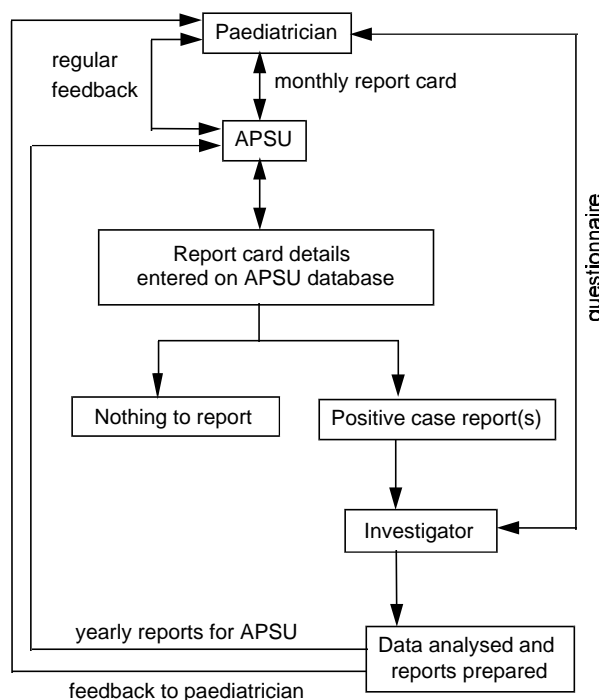 Paediatrician
regular
feedback
monthly report card
APSU
Report card details
entered on APSU database
questionnaire
Nothing to report
Positive case report(s)
Investigator
yearly reports for APSU
Data analysed and
reports prepared
feedback to paediatrician